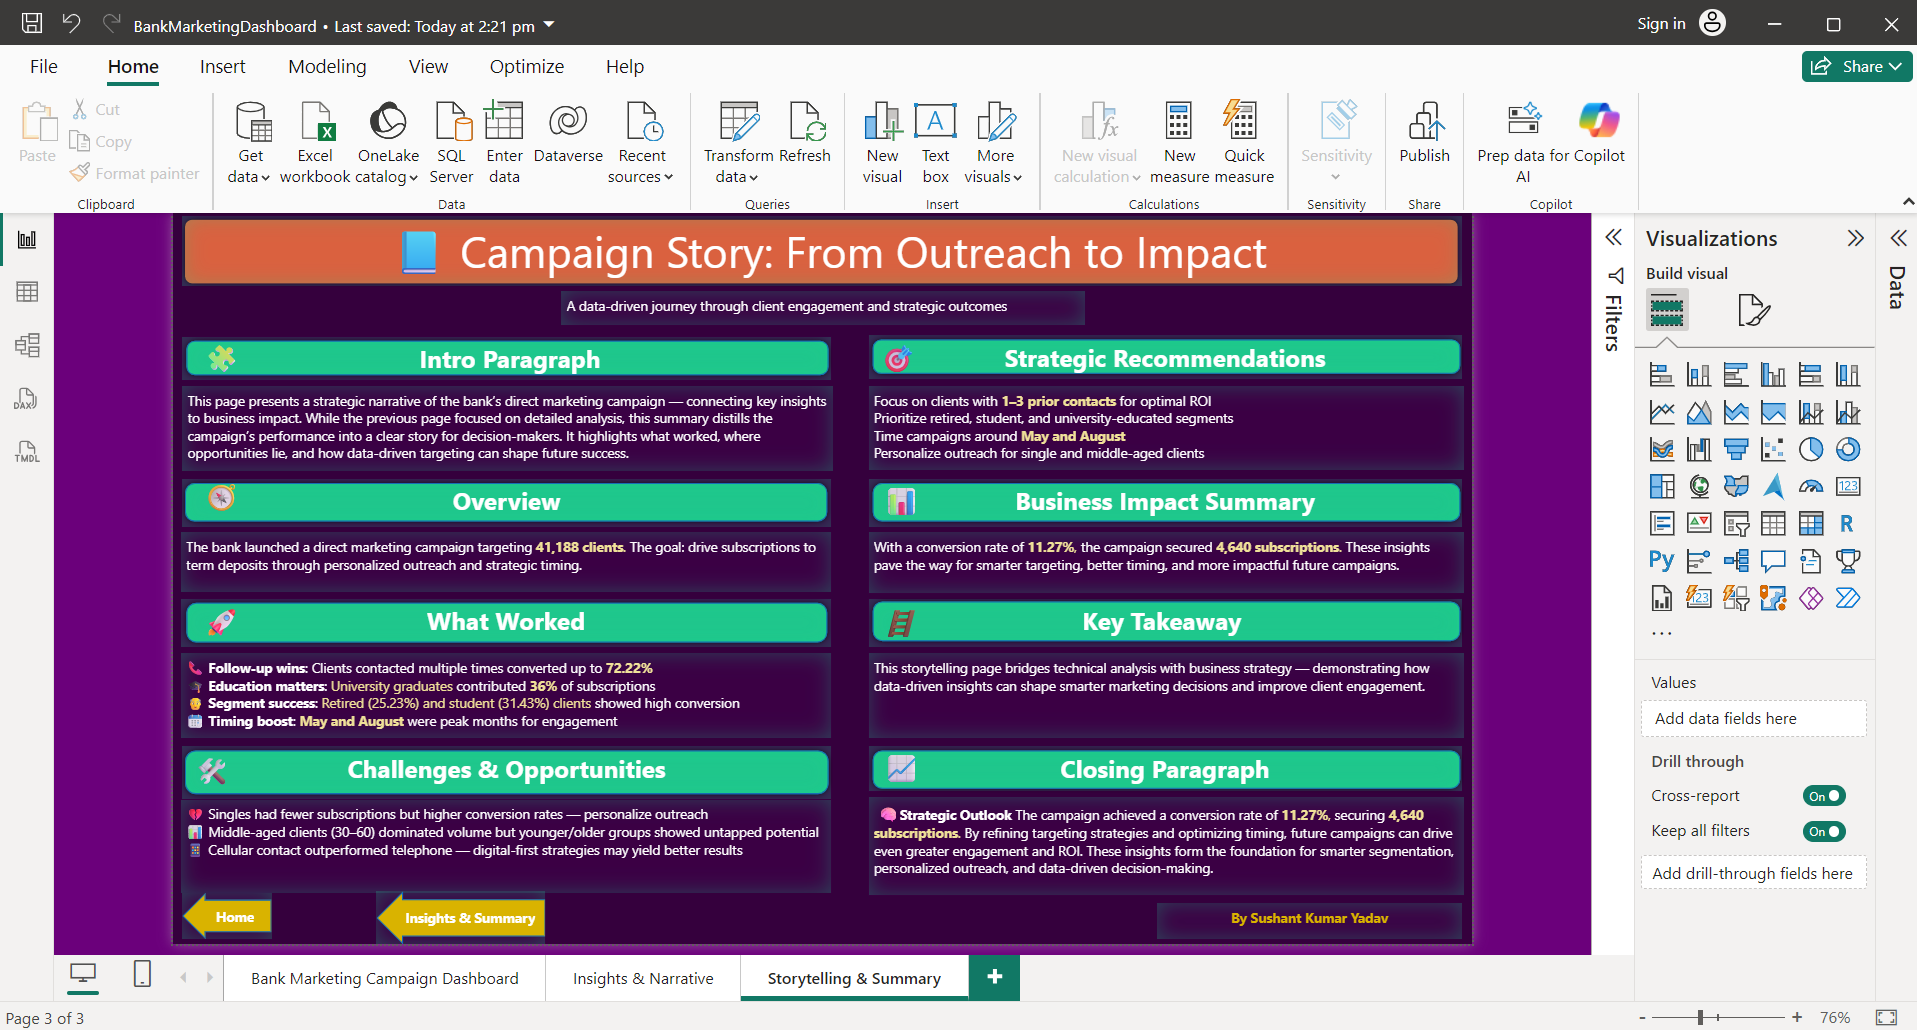 BankMarketingDashboard • Last saved: Today at 2:21 pm
Sign in
File Home Insert Modeling View Optimize Help
Share
Paste
Cut
Copy
Format painter
Clipboard
Get data
Excel workbook
OneLake catalog
SQL Server
Enter data
Dataverse
Recent sources
Data
Transform data
Refresh
Queries
New visual
Text box
More visuals
Insert
New visual calculation
New measure
Quick measure
Calculations
Sensitivity
Sensitivity
Publish
Share
Prep data for AI
Copilot
Copilot
DAX
TMDL
Campaign Story: From Outreach to Impact
A data-driven journey through client engagement and strategic outcomes
Intro Paragraph
This page presents a strategic narrative of the bank's direct marketing campaign — connecting key insights
to business impact. While the previous page focused on detailed analysis, this summary distills the
campaign's performance into a clear story for decision-makers. It highlights what worked, where
opportunities lie, and how data-driven targeting can shape future success.
Overview
The bank launched a direct marketing campaign targeting 41,188 clients. The goal: drive subscriptions to
term deposits through personalized outreach and strategic timing.
What Worked
Follow-up wins: Clients contacted multiple times converted up to 72.22%
Education matters: University graduates contributed 36% of subscriptions
Segment success: Retired (25.23%) and student (31.43%) clients showed high conversion
Timing boost: May and August were peak months for engagement
Challenges & Opportunities
Singles had fewer subscriptions but higher conversion rates — personalize outreach
Middle-aged clients (30–60) dominated volume but younger/older groups showed untapped potential
Cellular contact outperformed telephone — digital-first strategies may yield better results
Home
Insights & Summary
Strategic Recommendations
Focus on clients with 1–3 prior contacts for optimal ROI
Prioritize retired, student, and university-educated segments
Time campaigns around May and August
Personalize outreach for single and middle-aged clients
Business Impact Summary
With a conversion rate of 11.27%, the campaign secured 4,640 subscriptions. These insights
pave the way for smarter targeting, better timing, and more impactful future campaigns.
Key Takeaway
This storytelling page bridges technical analysis with business strategy — demonstrating how
data-driven insights can shape smarter marketing decisions and improve client engagement.
Closing Paragraph
Strategic Outlook The campaign achieved a conversion rate of 11.27%, securing 4,640
subscriptions. By refining targeting strategies and optimizing timing, future campaigns can drive
even greater engagement and ROI. These insights form the foundation for smarter segmentation,
personalized outreach, and data-driven decision-making.
By Sushant Kumar Yadav
Filters
Visualizations
Build visual
123
R
Py
123
...
Values
Add data fields here
Drill through
Cross-report On
Keep all filters On
Add drill-through fields here
Data
Bank Marketing Campaign Dashboard
Insights & Narrative
Storytelling & Summary
+
Page 3 of 3
- + 76%